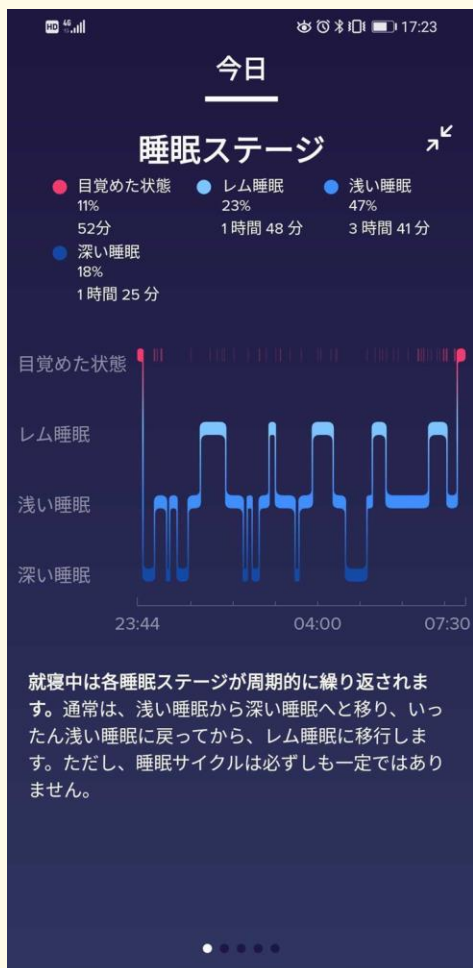 HD 4G 17:23
今日
睡眠ステージ
目覚めた状態
11%
52分
レム睡眠
23%
1時間 48 分
浅い睡眠
47%
3 時間 41 分
深い睡眠
18%
1時間 25 分
目覚めた状態
レム睡眠
浅い睡眠
深い睡眠
23:44 04:00 07:30
就寝中は各睡眠ステージが周期的に繰り返されま
す。通常は、浅い睡眠から深い睡眠へと移り、いっ
たん浅い睡眠に戻ってから、レム睡眠に移行しま
す。ただし、睡眠サイクルは必ずしも一定ではあり
ません。